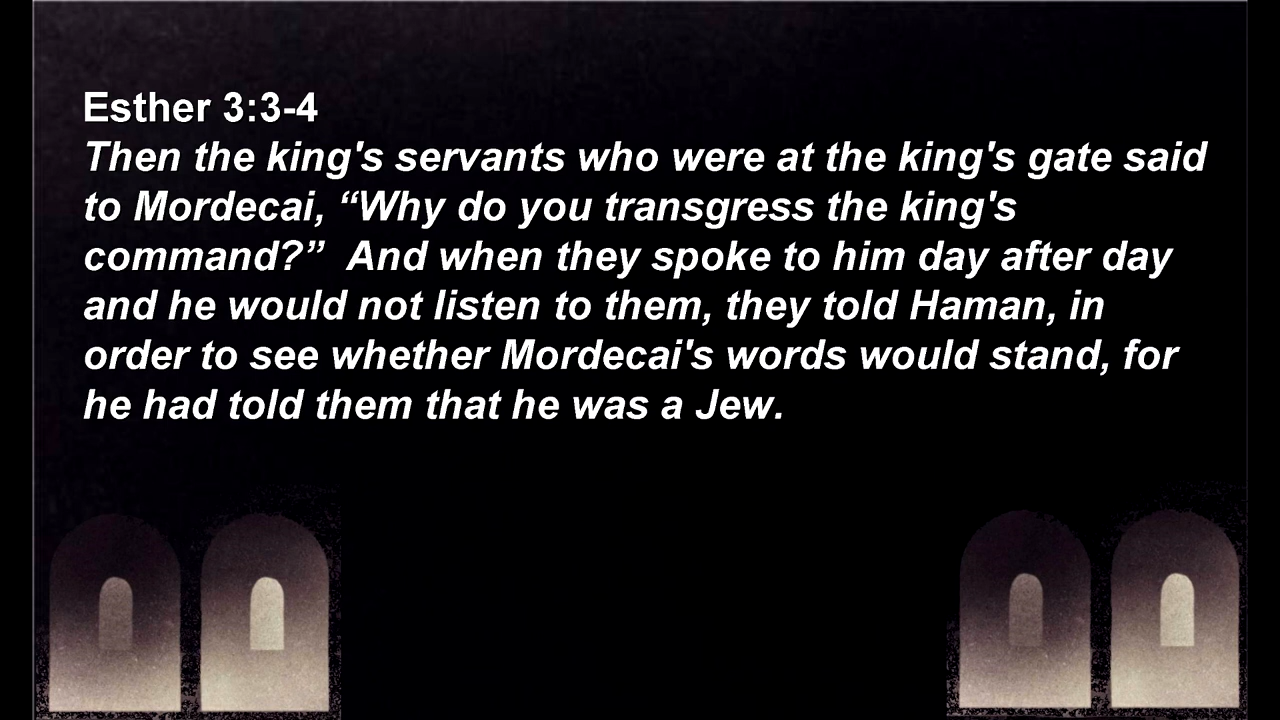 Esther 3:3-4
Then the king's servants who were at the king's gate said
to Mordecai, “Why do you transgress the king's
command?”  And when they spoke to him day after day
and he would not listen to them, they told Haman, in
order to see whether Mordecai's words would stand, for
he had told them that he was a Jew.